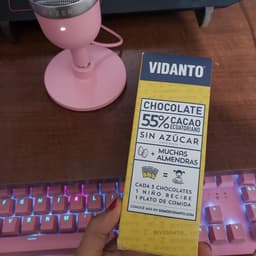 VIDANTO
CHOCOLATE
55% CACAO
ECUATORIANO
SIN AZÚCAR
+ MUCHAS
ALMENDRAS
=
CADA 3 CHOCOLATES
1 NIÑO RECIBE
1 PLATO DE COMIDA